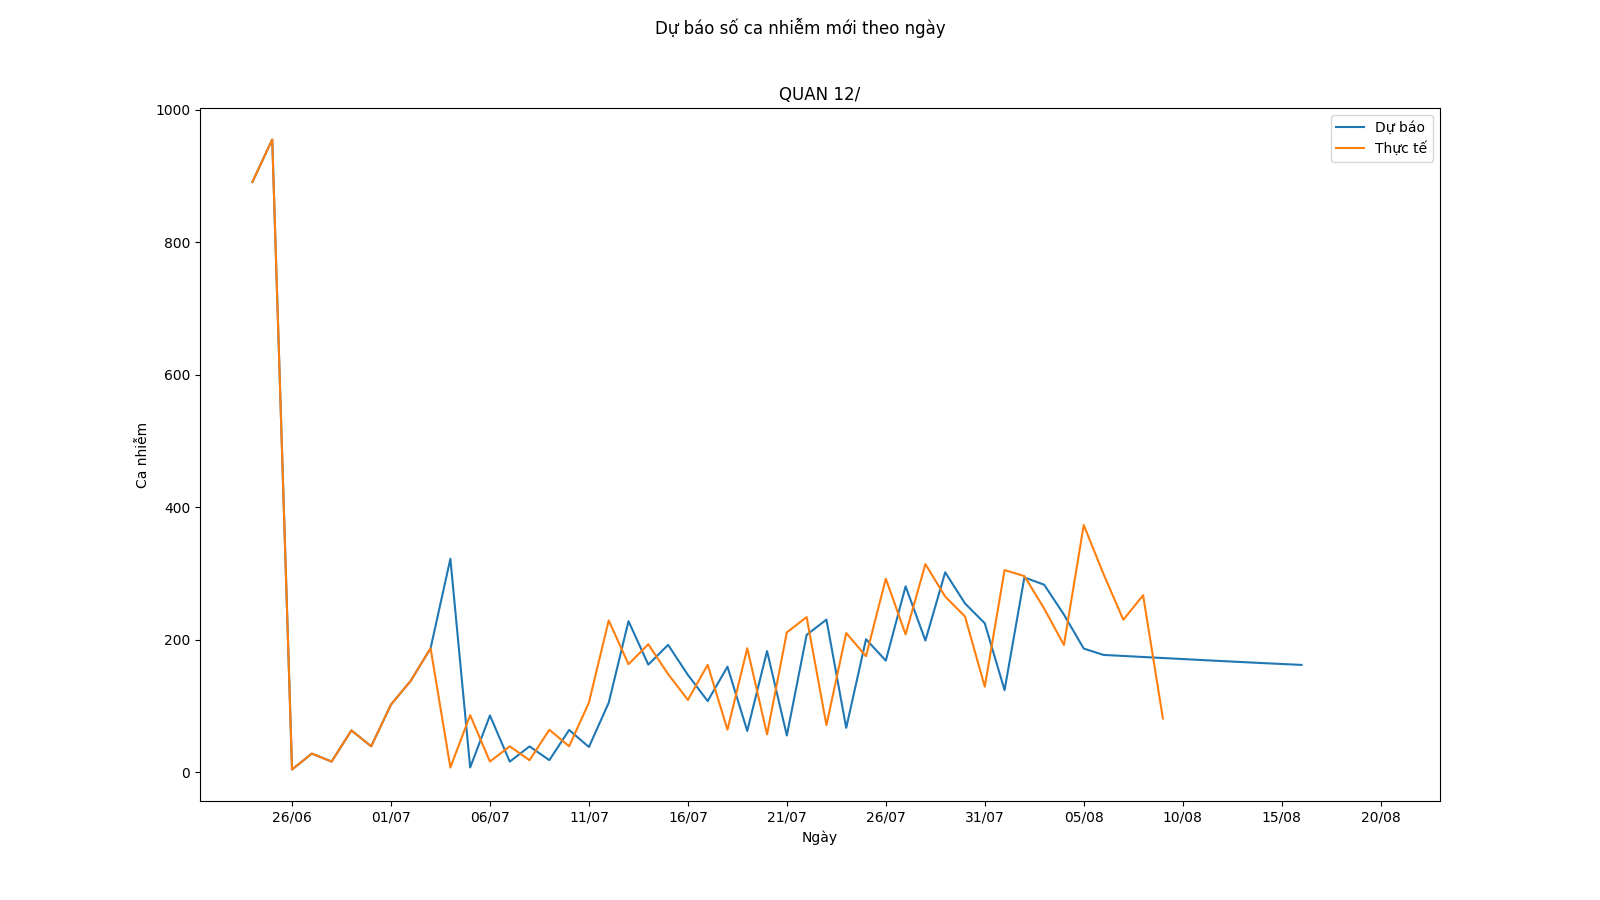 Dự báo số ca nhiễm mới theo ngày
QUAN 12/
1000
800
600
400
200
0
Ca nhiễm
Dự báo
Thực tế
26/06 01/07 06/07 11/07 16/07 21/07 26/07 31/07 05/08 10/08 15/08 20/08
Ngày